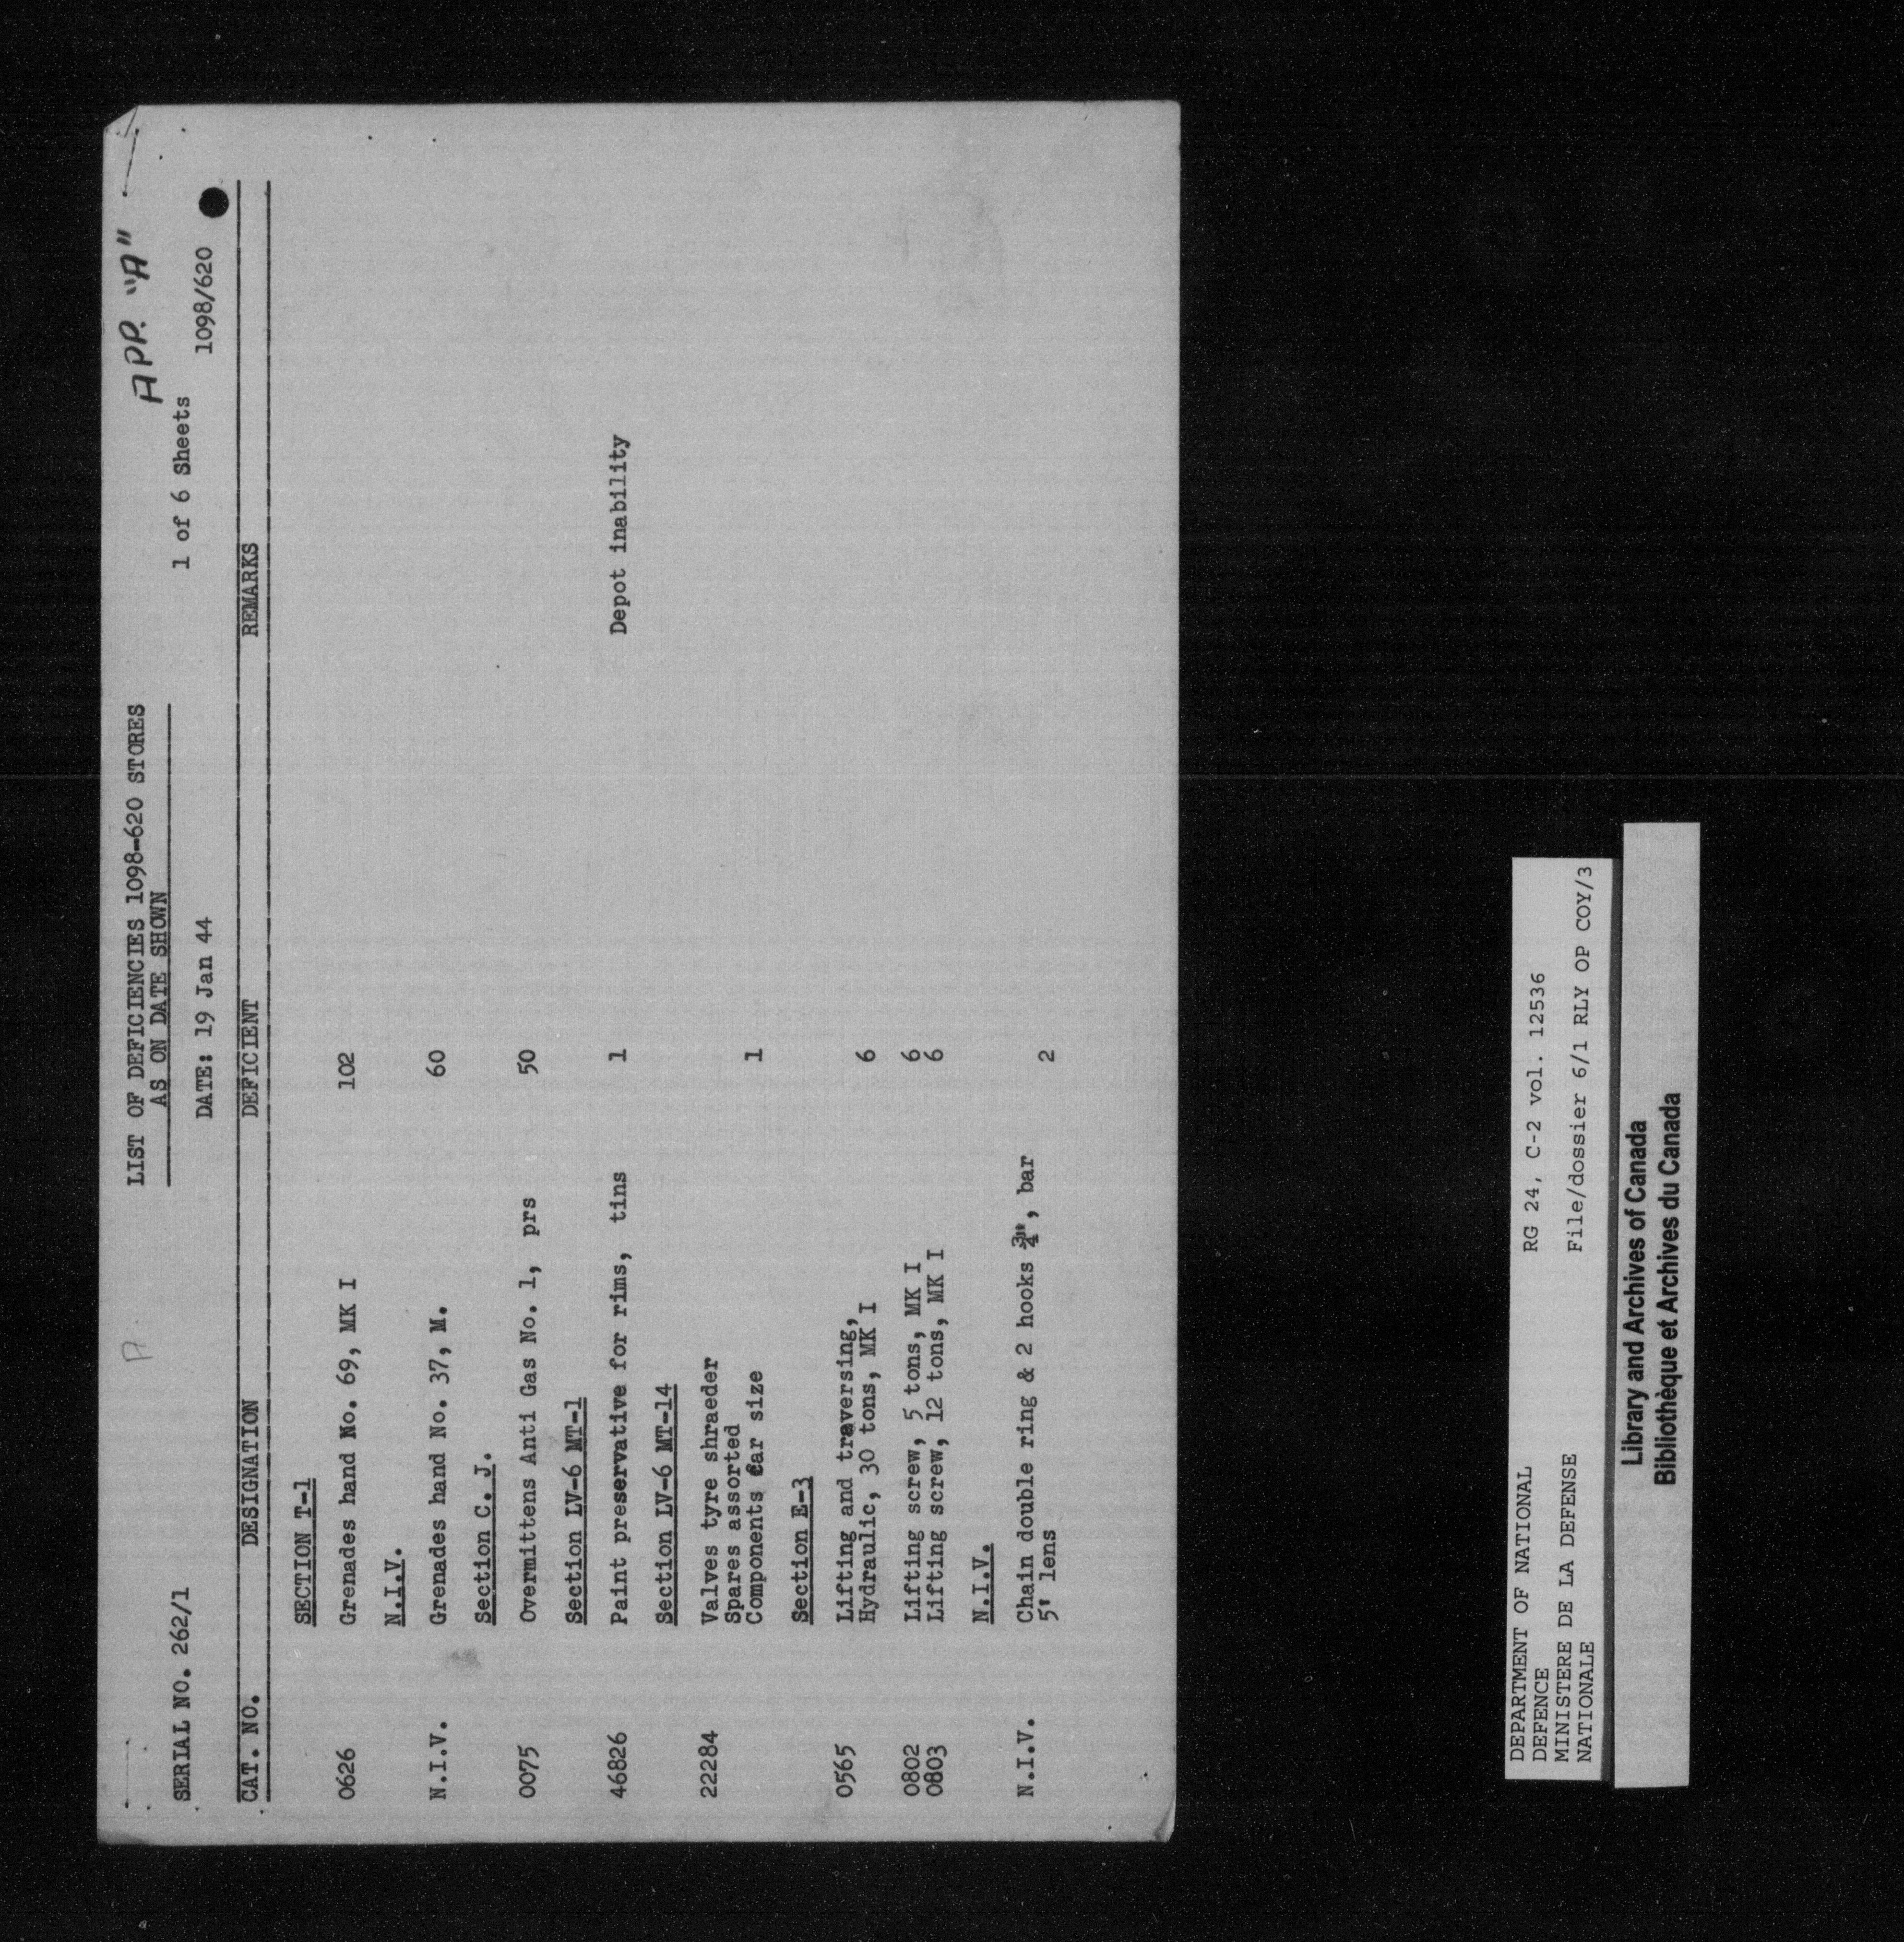 A
APP. "A"
LIST OF DEFICIENCIES 1098-620 STORES
AS ON DATE SHOWN
SERIAL NO. 262/1 1 of 6 Sheets
DATE: 19 Jan 44 1098/620
CAT. NO. DESIGNATION DEFICIENT REMARKS
SECTION T-1
0626 Grenades hand No. 69, MK I 102
N.I.V.
N.I.V. Grenades hand No. 37, M. 60
Section C. J.
0075 Overmittens Anti Gas No. 1, prs 50
Section LV-6 MT-1
46826 Paint preservative for rims, tins 1 Depot inability
Section LV-6 MT-14
22284 Valves tyre shraeder
Spares assorted
Components car size 1
Section E-3
0565 Lifting and traversing,
Hydraulic, 30 tons, MK I 6
0802 Lifting screw, 5 tons, MK I 6
0803 Lifting screw, 12 tons, MK I 6
N.I.V.
N.I.V. Chain double ring & 2 hooks ¾", bar
5' lens 2
DEPARTMENT OF NATIONAL RG 24, C-2 vol. 12536
DEFENCE
MINISTERE DE LA DEFENSE File/dossier 6/1 RLY OP COY/3
NATIONALE
Library and Archives of Canada
Bibliothèque et Archives du Canada